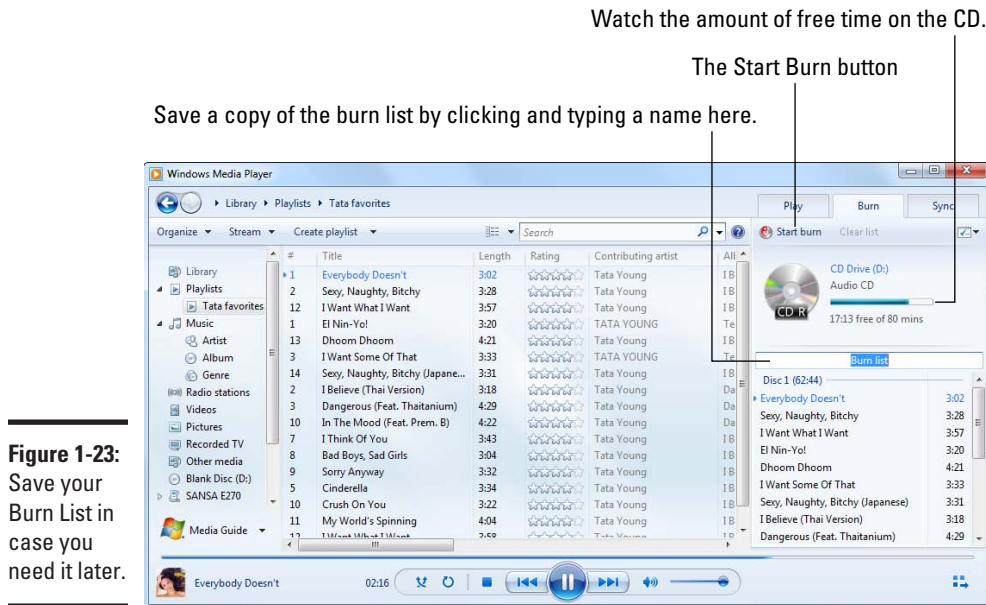 Watch the amount of free time on the CD.
The Start Burn button
Save a copy of the burn list by clicking and typing a name here.
Windows Media Player
Library Playlists Tata favorites
Play Burn Sync
Organize Stream Create playlist Search Start burn Clear list
# Title Length Rating Contributing artist
Library
Playlists
Tata favorites
Music
Artist
Album
Genre
Radio stations
Videos
Pictures
Recorded TV
Other media
Blank Disc (D:)
SANSA E270
Media Guide
1 Everybody Doesn't 3:02 Tata Young I B
2 Sexy, Naughty, Bitchy 3:28 Tata Young I B
12 I Want What I Want 3:57 Tata Young I B
1 El Nin-Yo! 3:20 TATA YOUNG Te
13 Dhoom Dhoom 4:21 Tata Young I B
3 I Want Some Of That 3:33 TATA YOUNG Te
14 Sexy, Naughty, Bitchy (Japane... 3:31 Tata Young I B
2 I Believe (Thai Version) 3:18 Tata Young Da
3 Dangerous (Feat. Thaitanium) 4:29 Tata Young Da
10 In The Mood (Feat. Prem. B) 4:22 Tata Young Da
7 I Think Of You 3:43 Tata Young I B
8 Bad Boys, Sad Girls 3:04 Tata Young I B
9 Sorry Anyway 3:32 Tata Young I B
5 Cinderella 3:34 Tata Young I B
10 Crush On You 3:22 Tata Young I B
11 My World's Spinning 4:04 Tata Young I B
12 I Want What I Want 3:58 Tata Young
CD Drive (D:)
Audio CD
CD R
17:13 free of 80 mins
Burn list
Disc 1 (62:44)
Everybody Doesn't 3:02
Sexy, Naughty, Bitchy 3:28
I Want What I Want 3:57
El Nin-Yo! 3:20
Dhoom Dhoom 4:21
I Want Some Of That 3:33
Sexy, Naughty, Bitchy (Japanese) 3:31
I Believe (Thai Version) 3:18
Dangerous (Feat. Thaitanium) 4:29
Everybody Doesn't 02:16
Figure 1-23:
Save your
Burn List in
case you
need it later.